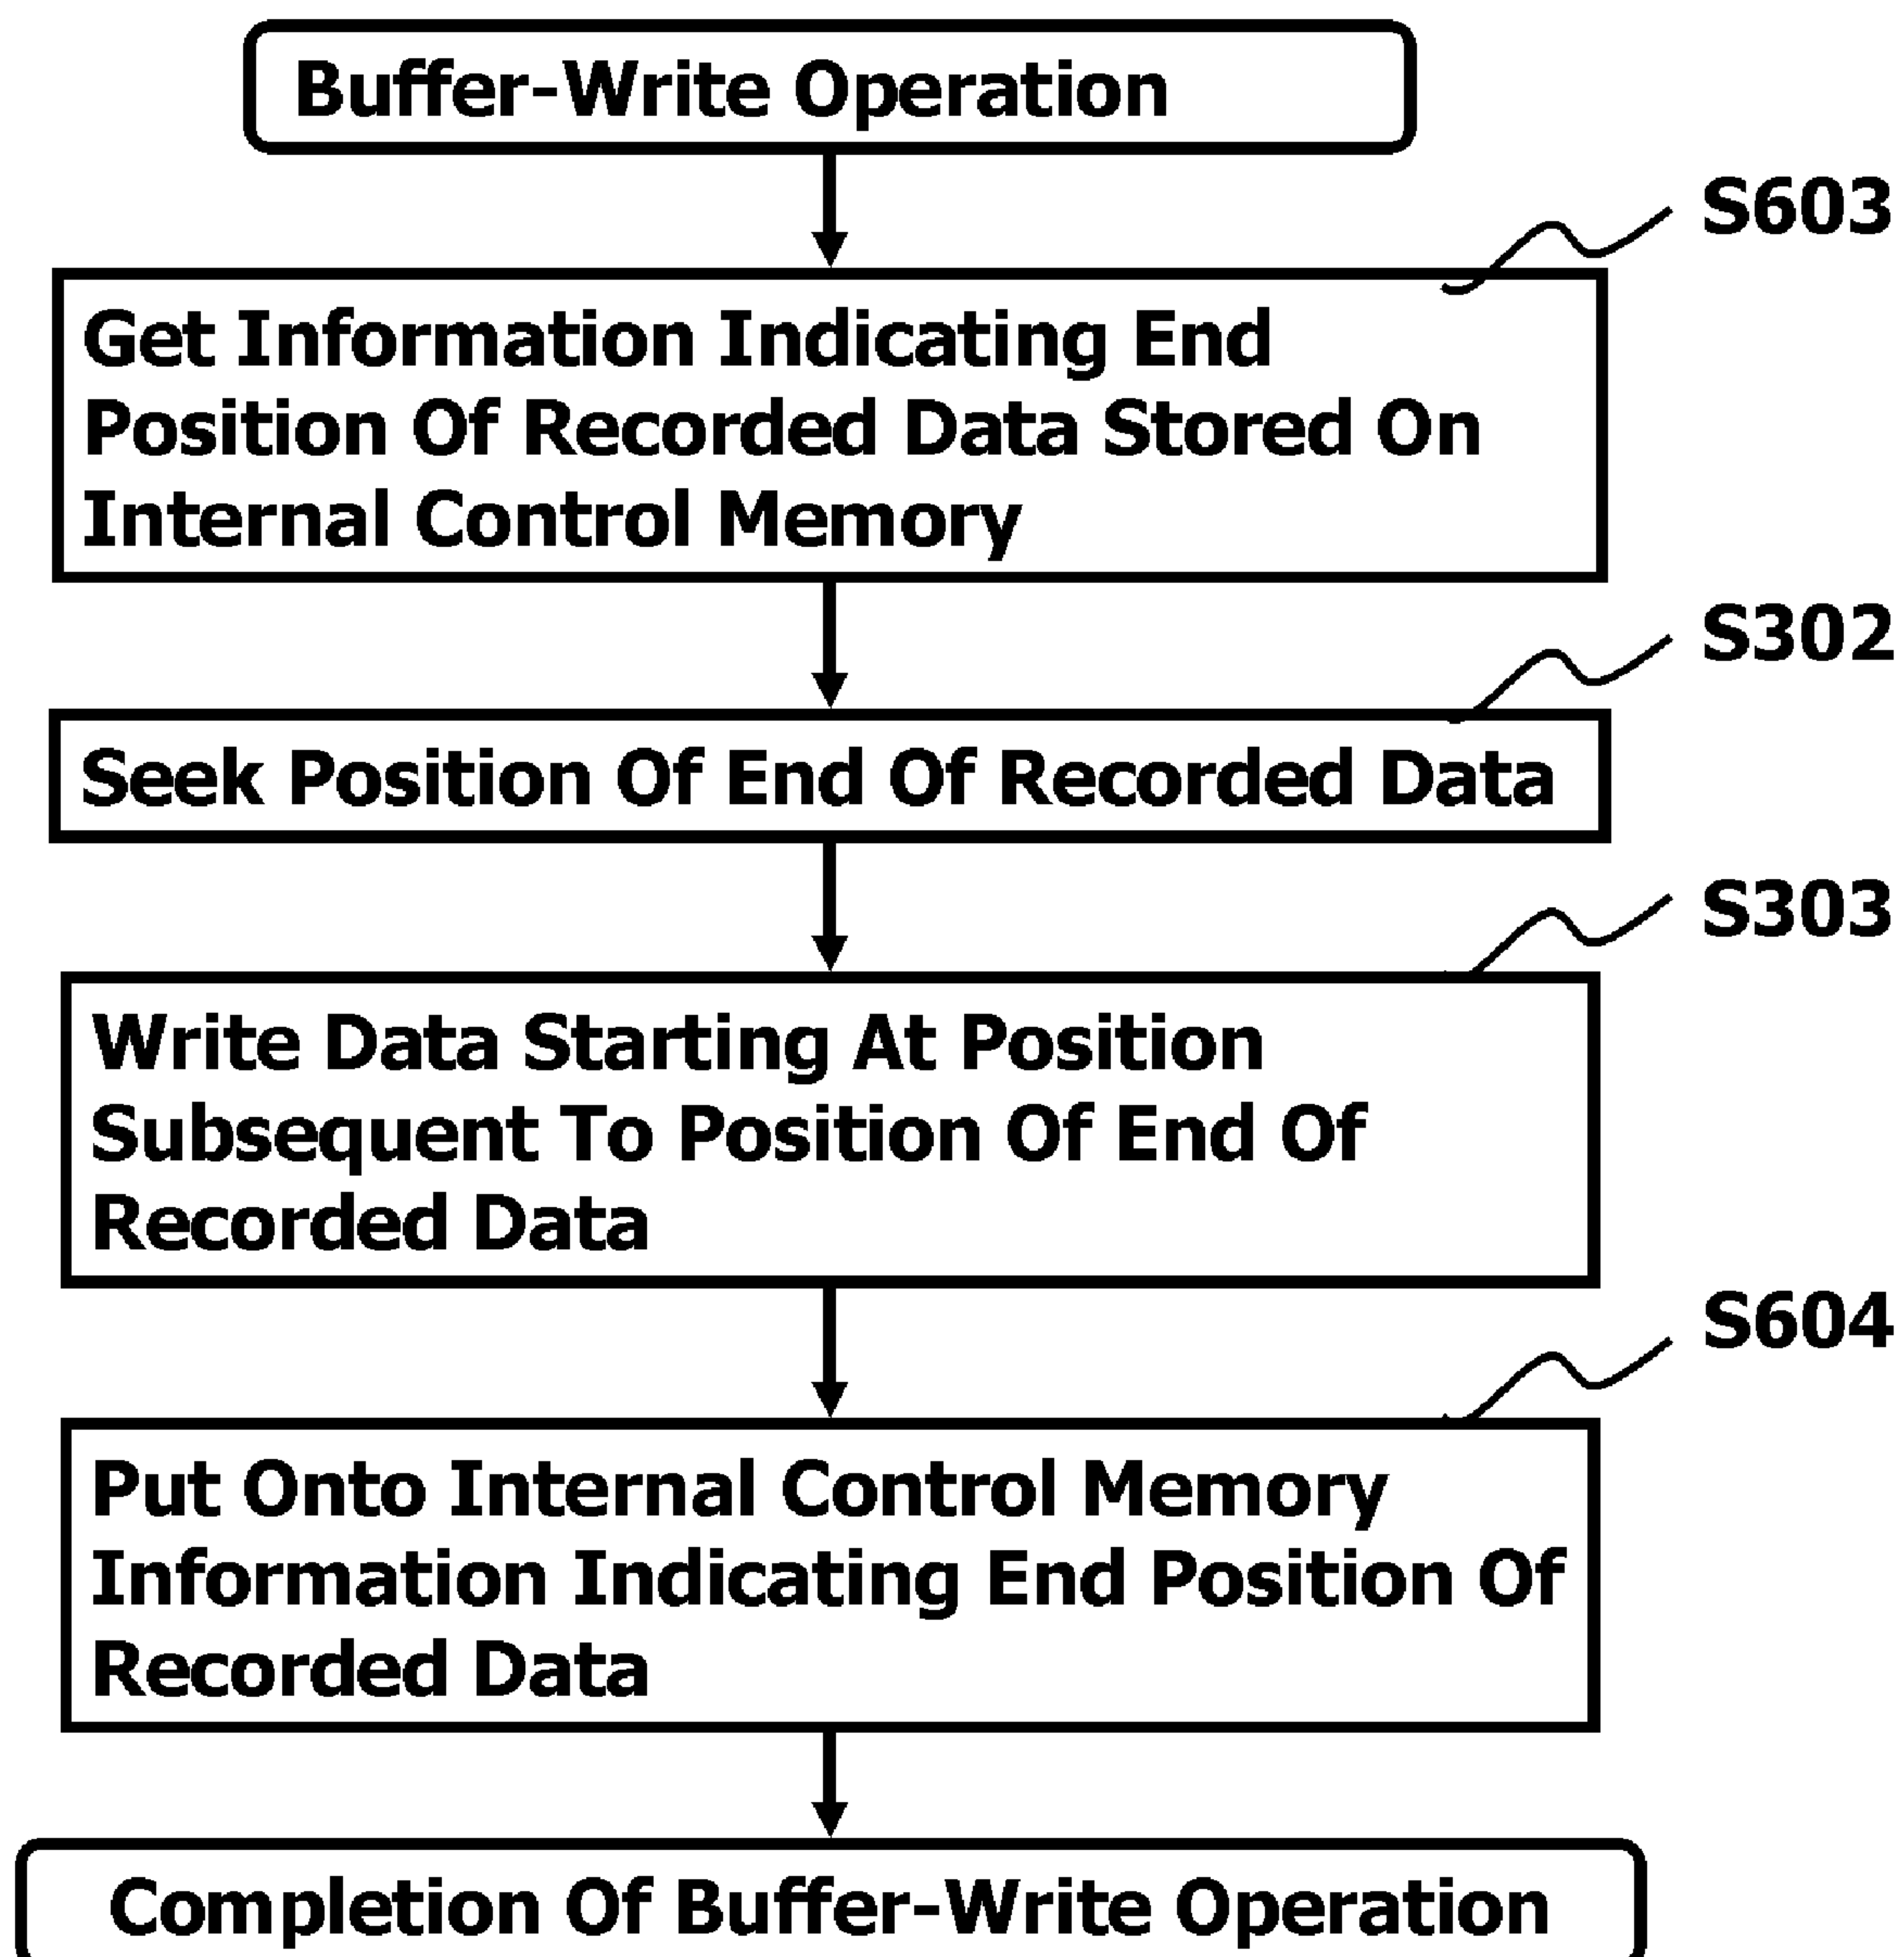 Buffer-Write Operation
S603
Get Information Indicating End
Position Of Recorded Data Stored On
Internal Control Memory
S302
Seek Position Of End Of Recorded Data
S303
Write Data Starting At Position
Subsequent To Position Of End Of
Recorded Data
S604
Put Onto Internal Control Memory
Information Indicating End Position Of
Recorded Data
Completion Of Buffer-Write Operation